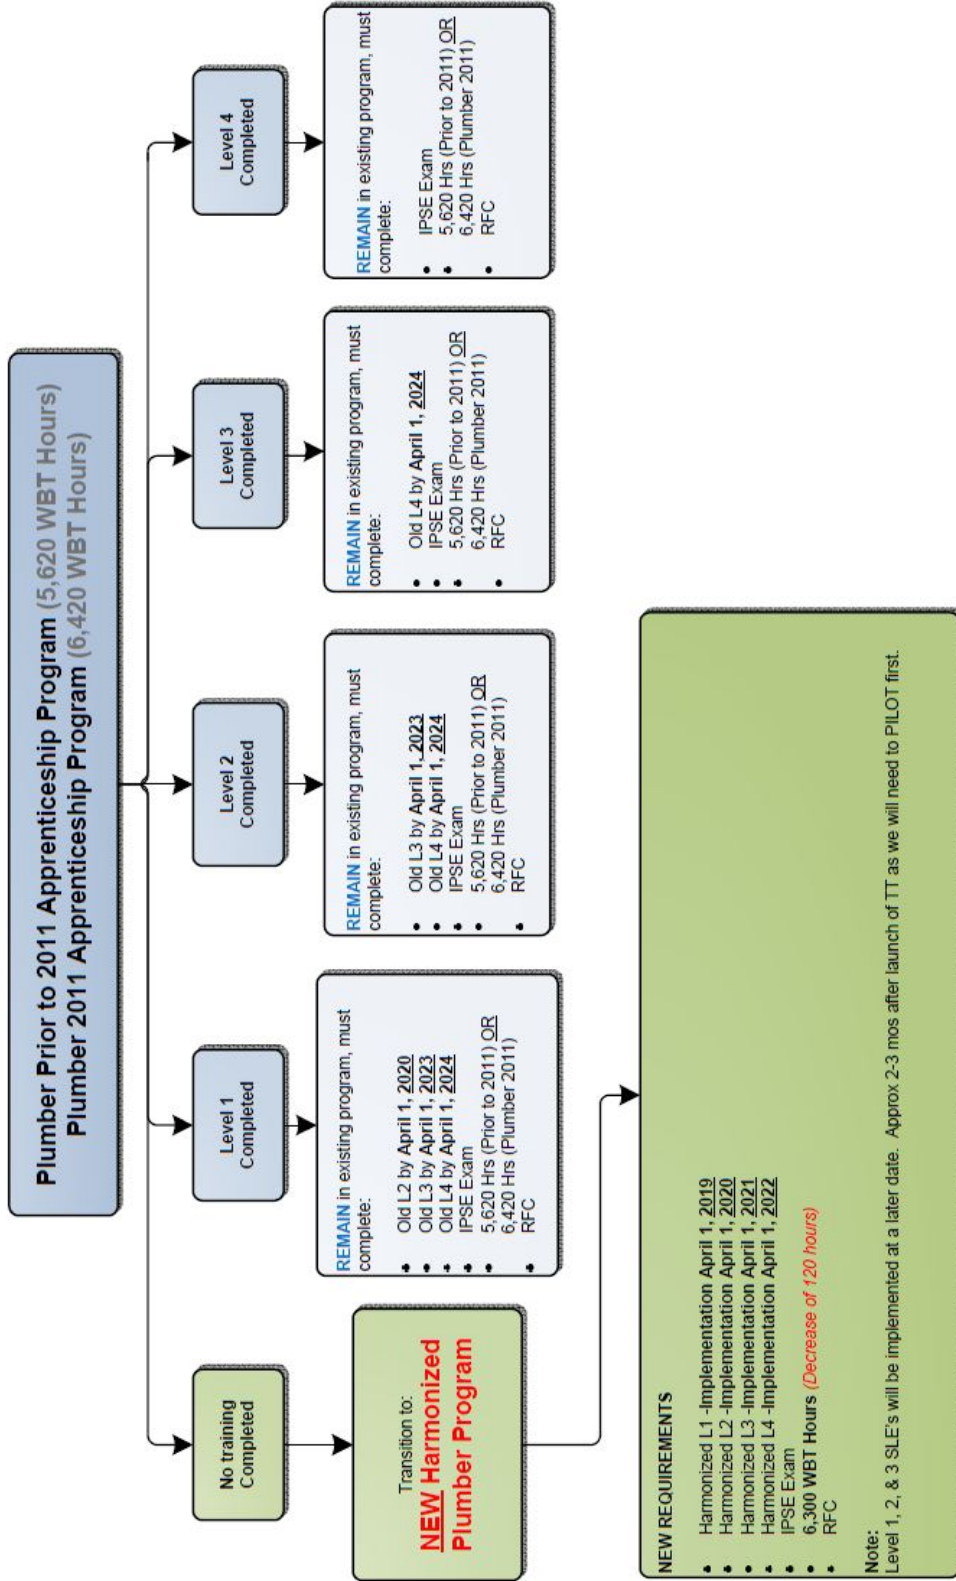 Plumber Prior to 2011 Apprenticeship Program (5,620 WBT Hours)
Plumber 2011 Apprenticeship Program (6,420 WBT Hours)
No training
Completed
Level 1
Completed
Level 2
Completed
Level 3
Completed
Level 4
Completed
Transition to:
NEW Harmonized
Plumber Program
REMAIN in existing program, must
complete:
Old L2 by April 1, 2020
Old L3 by April 1, 2023
Old L4 by April 1, 2024
IPSE Exam
5,620 Hrs (Prior to 2011) OR
6,420 Hrs (Plumber 2011)
RFC
REMAIN in existing program, must
complete:
Old L3 by April 1, 2023
Old L4 by April 1, 2024
IPSE Exam
5,620 Hrs (Prior to 2011) OR
6,420 Hrs (Plumber 2011)
RFC
REMAIN in existing program, must
complete:
Old L4 by April 1, 2024
IPSE Exam
5,620 Hrs (Prior to 2011) OR
6,420 Hrs (Plumber 2011)
RFC
REMAIN in existing program, must
complete:
IPSE Exam
5,620 Hrs (Prior to 2011) OR
6,420 Hrs (Plumber 2011)
RFC
NEW REQUIREMENTS
Harmonized L1 -Implementation April 1, 2019
Harmonized L2 -Implementation April 1, 2020
Harmonized L3 -Implementation April 1, 2021
Harmonized L4 -Implementation April 1, 2022
IPSE Exam
6,300 WBT Hours (Decrease of 120 hours)
RFC
Note:
Level 1, 2, & 3 SLE's will be implemented at a later date. Approx 2-3 mos after launch of TT as we will need to PILOT first.